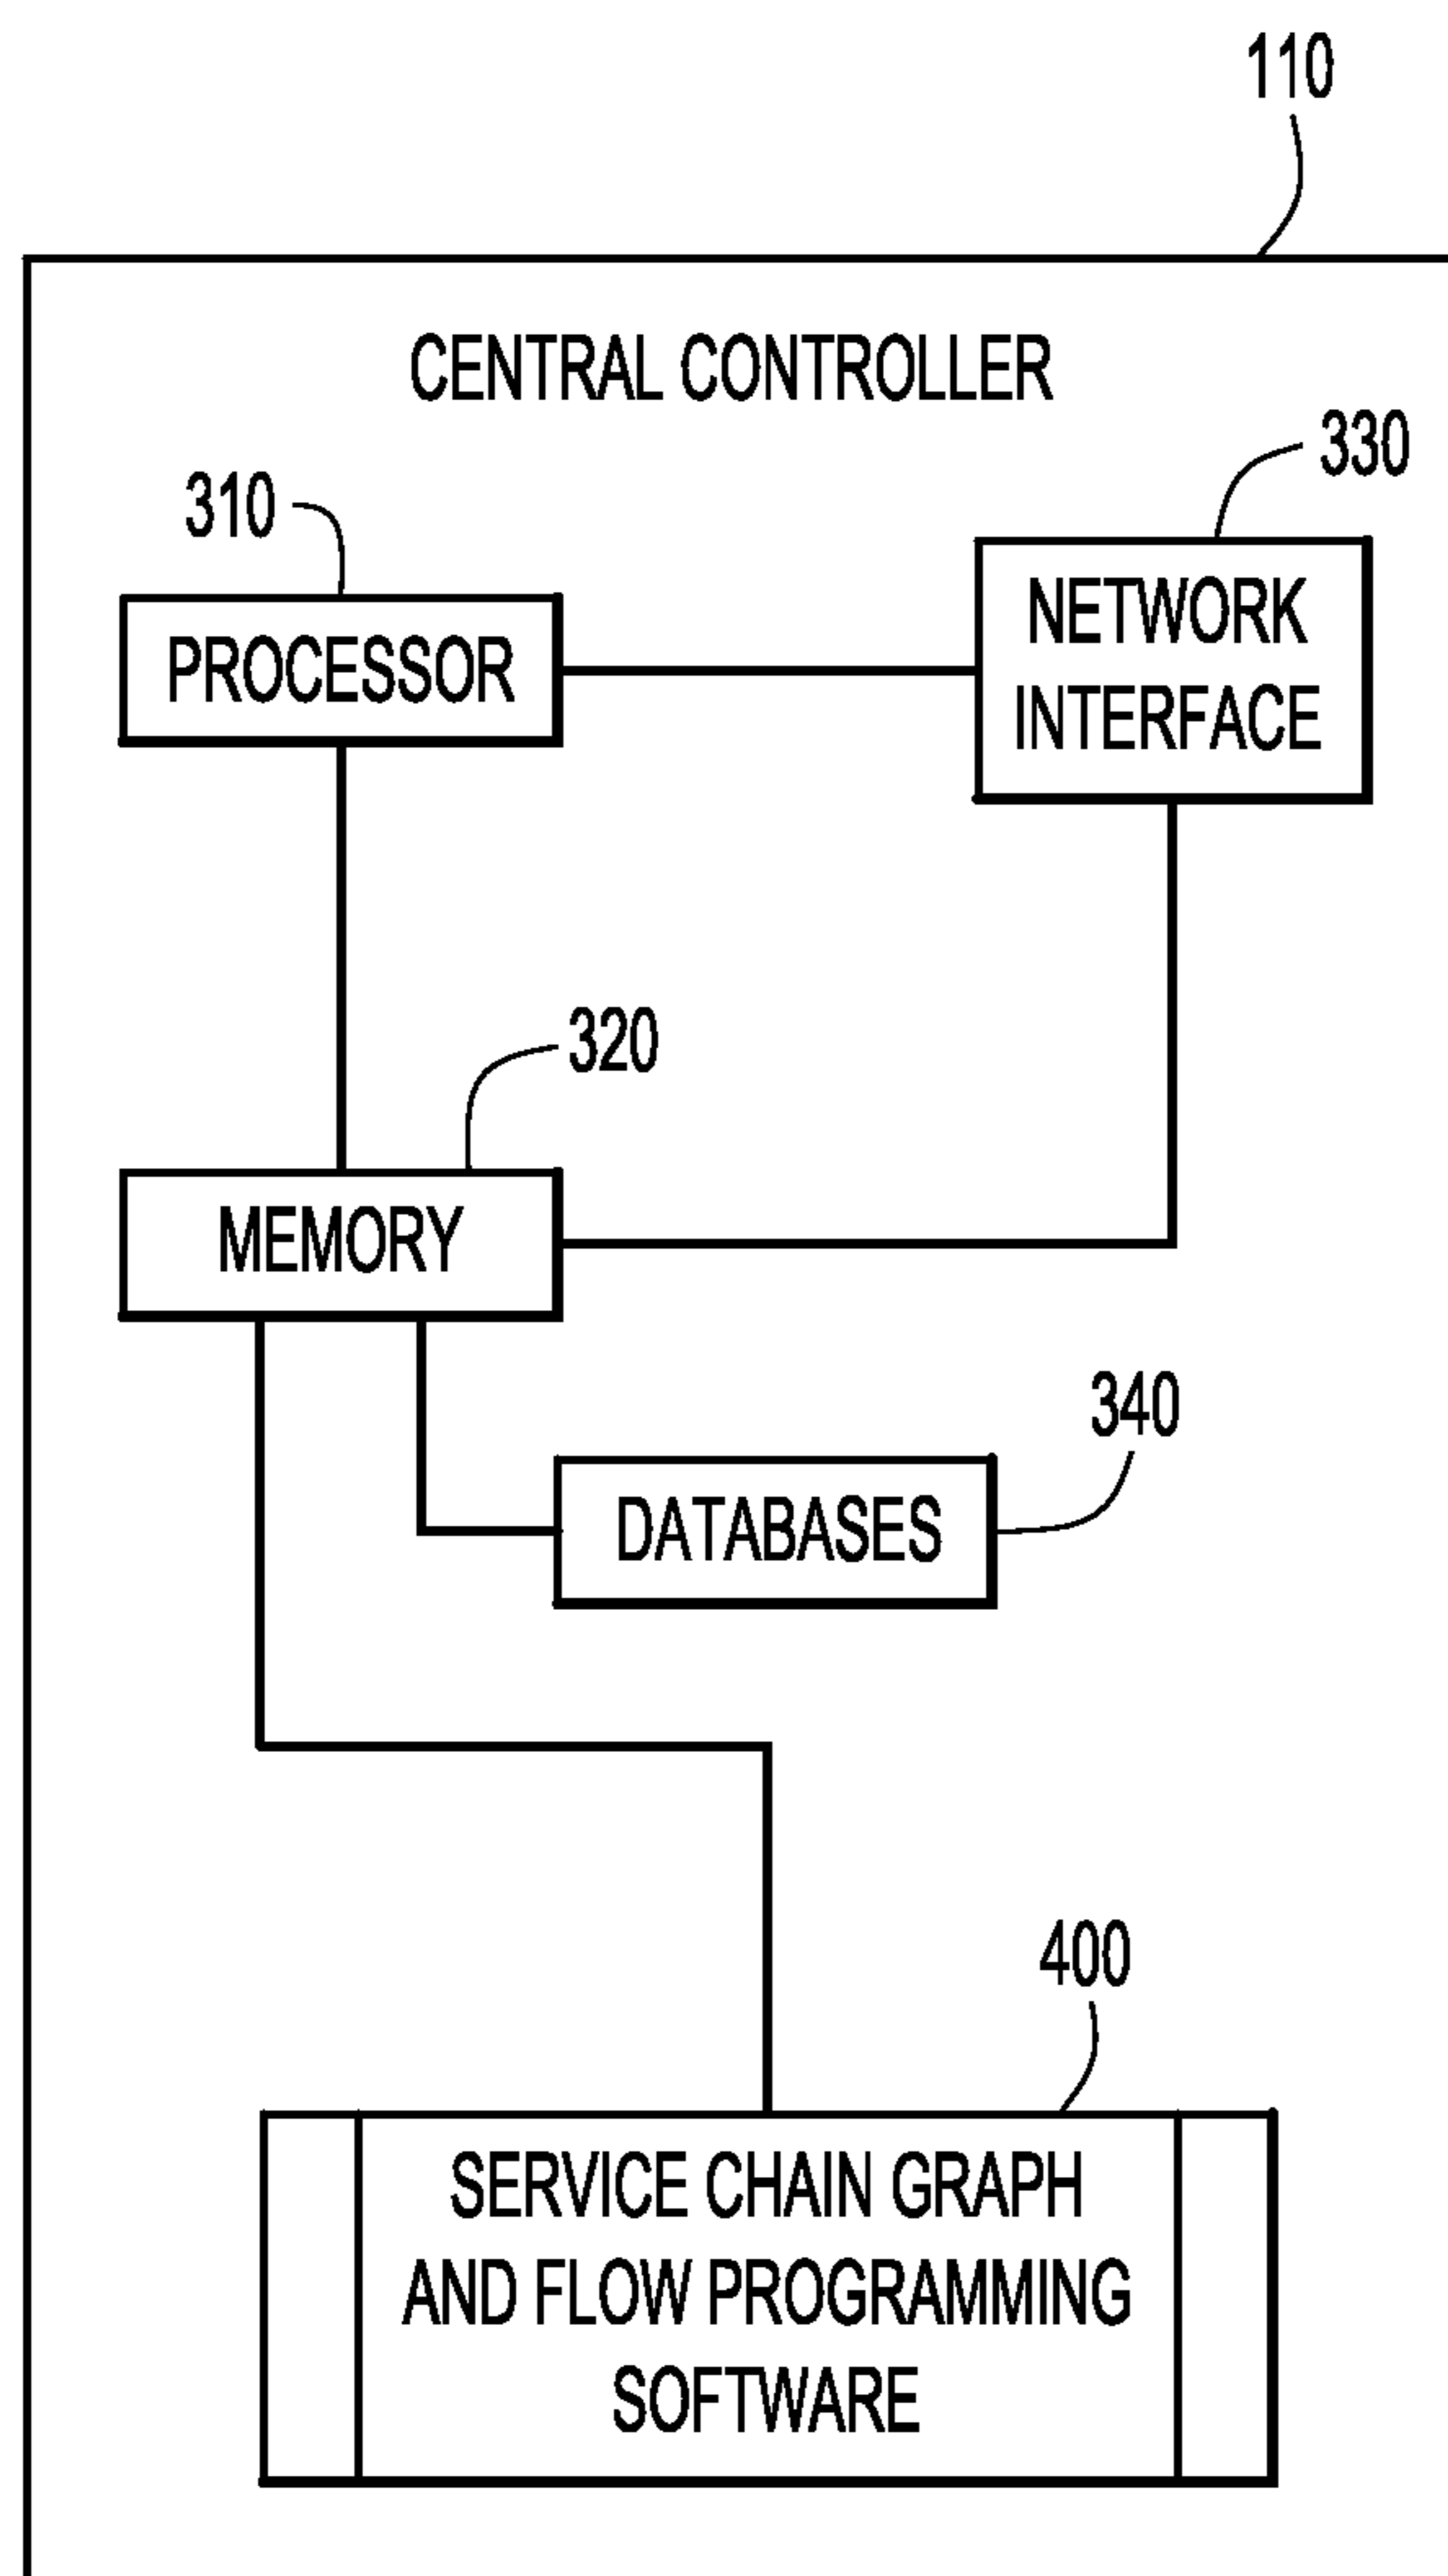 110
CENTRAL CONTROLLER
330
310
NETWORK
INTERFACE
PROCESSOR
320
MEMORY
340
DATABASES
400
SERVICE CHAIN GRAPH
AND FLOW PROGRAMMING
SOFTWARE